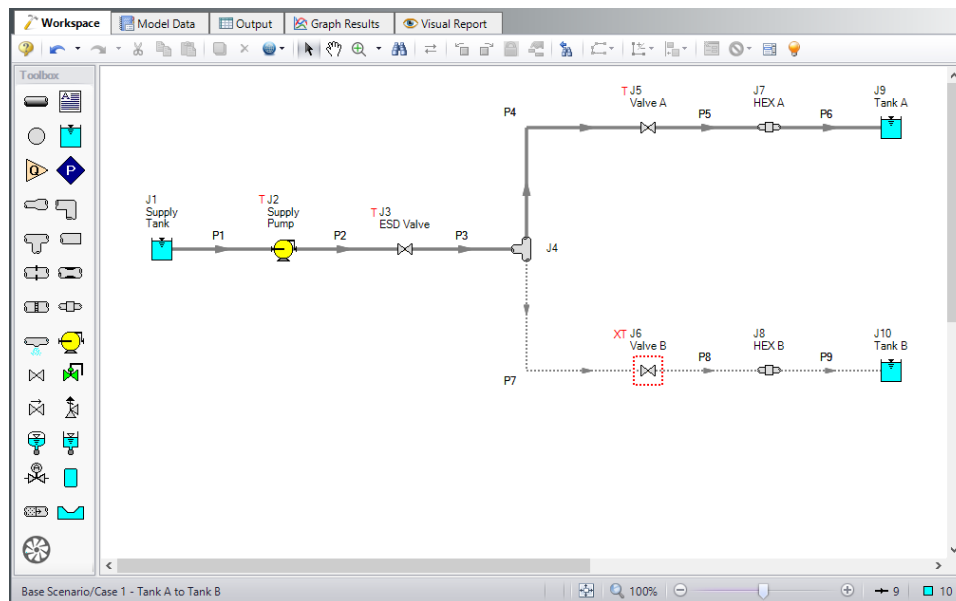 Workspace
Model Data
Output
Graph Results
Visual Report
Toolbox
A
Q
P
T J5
Valve A
J7
HEX A
J9
Tank A
P4
P5
P6
J1
Supply
Tank
T J2
Supply
Pump
T J3
ESD Valve
P1
P2
P3
J4
XT J6
Valve B
J8
HEX B
J10
Tank B
P7
P8
P9
Base Scenario/Case 1 - Tank A to Tank B
100%
9
10